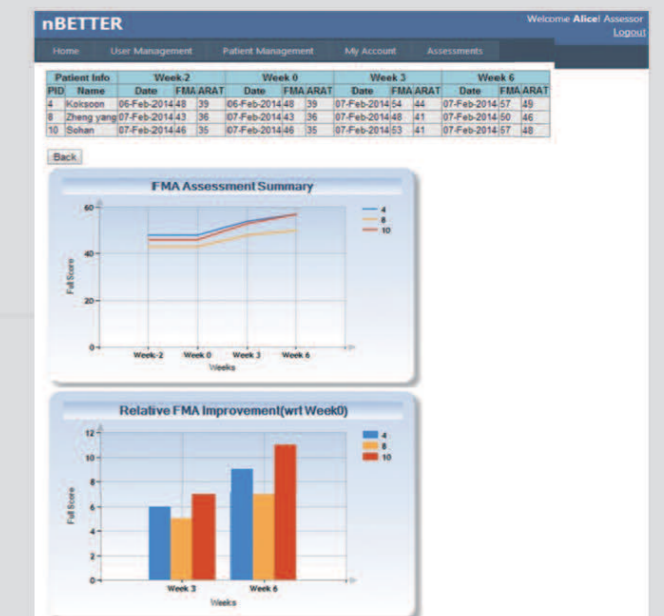 nBETTER
Welcome Alice! Assessor
Logout
Home User Management Patient Management My Account Assessments
Patient Info Week-2 Week 0 Week 3 Week 6
PID Name Date FMA ARAT Date FMA ARAT Date FMA ARAT Date FMA ARAT
4 Koksoon 06-Feb-2014 48 39 06-Feb-2014 48 39 07-Feb-2014 54 44 07-Feb-2014 57 49
8 Zheng yang 07-Feb-2014 43 36 07-Feb-2014 43 36 07-Feb-2014 48 41 07-Feb-2014 50 46
10 Sohan 07-Feb-2014 46 35 07-Feb-2014 46 35 07-Feb-2014 53 41 07-Feb-2014 57 48
Back
FMA Assessment Summary
60
40
20
0
Full Score
Week-2 Week 0 Week 3 Week 6
Weeks
4
8
10
Relative FMA Improvement(wrt Week0)
12
10
8
6
4
2
0
Full Score
Week 3 Week 6
Weeks
4
8
10